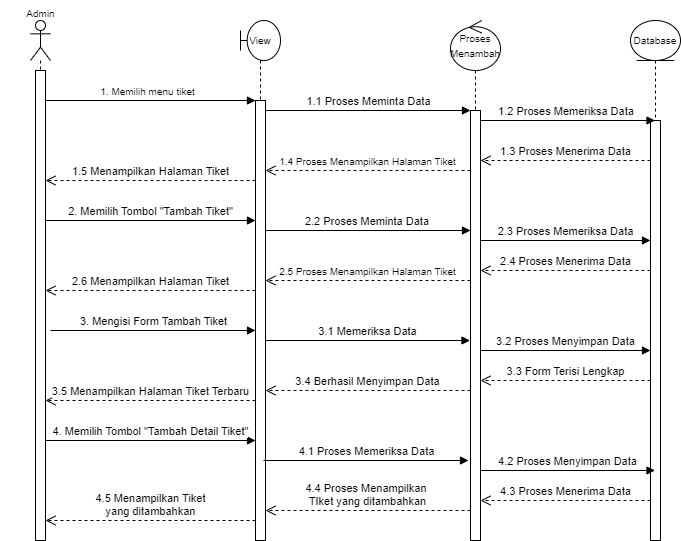 Admin
View
Proses
Menambah
Database
1. Memilih menu tiket
1.1 Proses Meminta Data
1.2 Proses Memeriksa Data
1.3 Proses Menerima Data
1.4 Proses Menampilkan Halaman Tiket
1.5 Menampilkan Halaman Tiket
2. Memilih Tombol "Tambah Tiket"
2.2 Proses Meminta Data
2.3 Proses Memeriksa Data
2.4 Proses Menerima Data
2.5 Proses Menampilkan Halaman Tiket
2.6 Menampilkan Halaman Tiket
3. Mengisi Form Tambah Tiket
3.1 Memeriksa Data
3.2 Proses Menyimpan Data
3.3 Form Terisi Lengkap
3.4 Berhasil Menyimpan Data
3.5 Menampilkan Halaman Tiket Terbaru
4. Memilih Tombol "Tambah Detail Tiket"
4.1 Proses Memeriksa Data
4.2 Proses Menyimpan Data
4.3 Proses Menerima Data
4.4 Proses Menampilkan
TIket yang ditambahkan
4.5 Menampilkan Tiket
yang ditambahkan